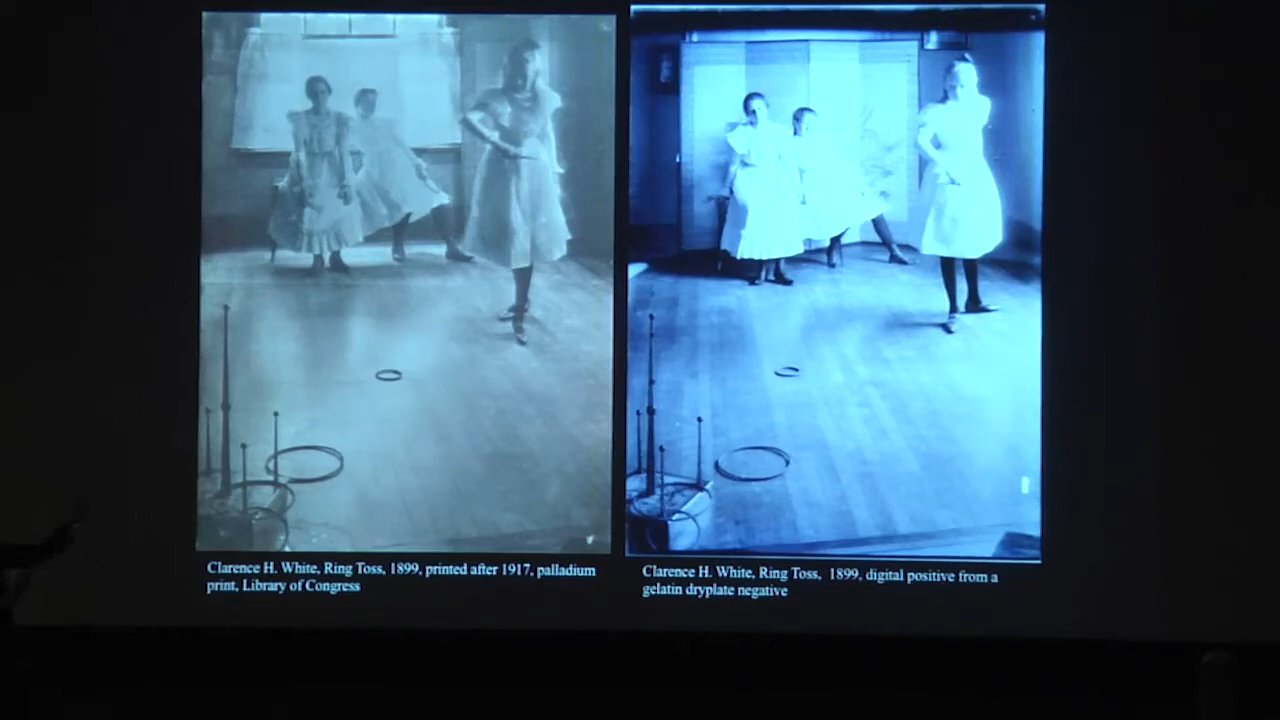 Clarence H. White, Ring Toss, 1899, printed after 1917, palladium
print, Library of Congress
Clarence H. White, Ring Toss, 1899, digital positive from a
gelatin dryplate negative